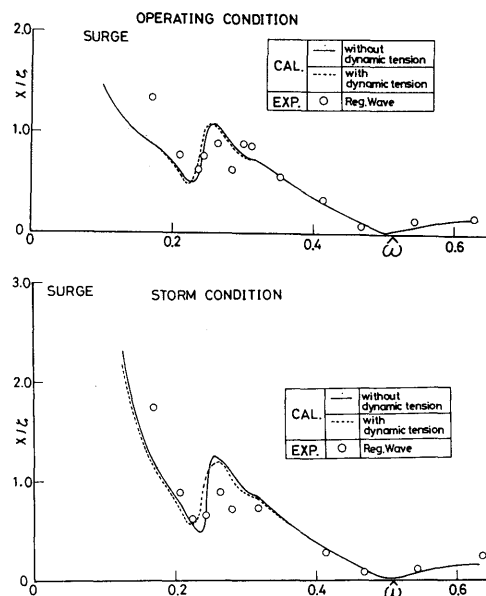 OPERATING CONDITION
2.0
SURGE
CAL.
without
dynamic tension
with
dynamic tension
EXP.
Reg.Wave
X/ζ
1.0
0
0
0.2
0.4
ω̂
0.6
3.0
SURGE
STORM CONDITION
2.0
X/ζ
CAL.
without
dynamic tension
with
dynamic tension
EXP.
Reg.Wave
1.0
0
0
0.2
0.4
ω̂
0.6